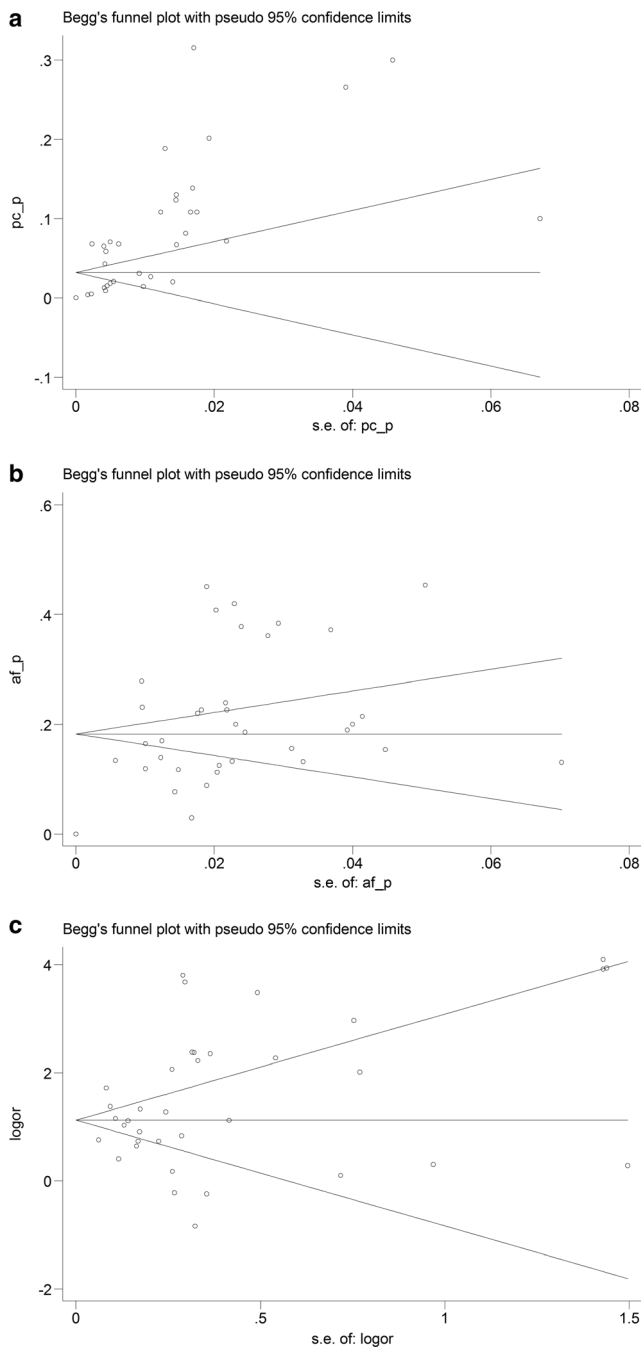 a
Begg's funnel plot with pseudo 95% confidence limits
pc_p
.3
.2
.1
0
-.1
0 .02 .04 .06 .08
s.e. of: pc_p
b
Begg's funnel plot with pseudo 95% confidence limits
af_p
.6
.4
.2
0
0 .02 .04 .06 .08
s.e. of: af_p
c
Begg's funnel plot with pseudo 95% confidence limits
logor
4
2
0
-2
0 .5 1 1.5
s.e. of: logor